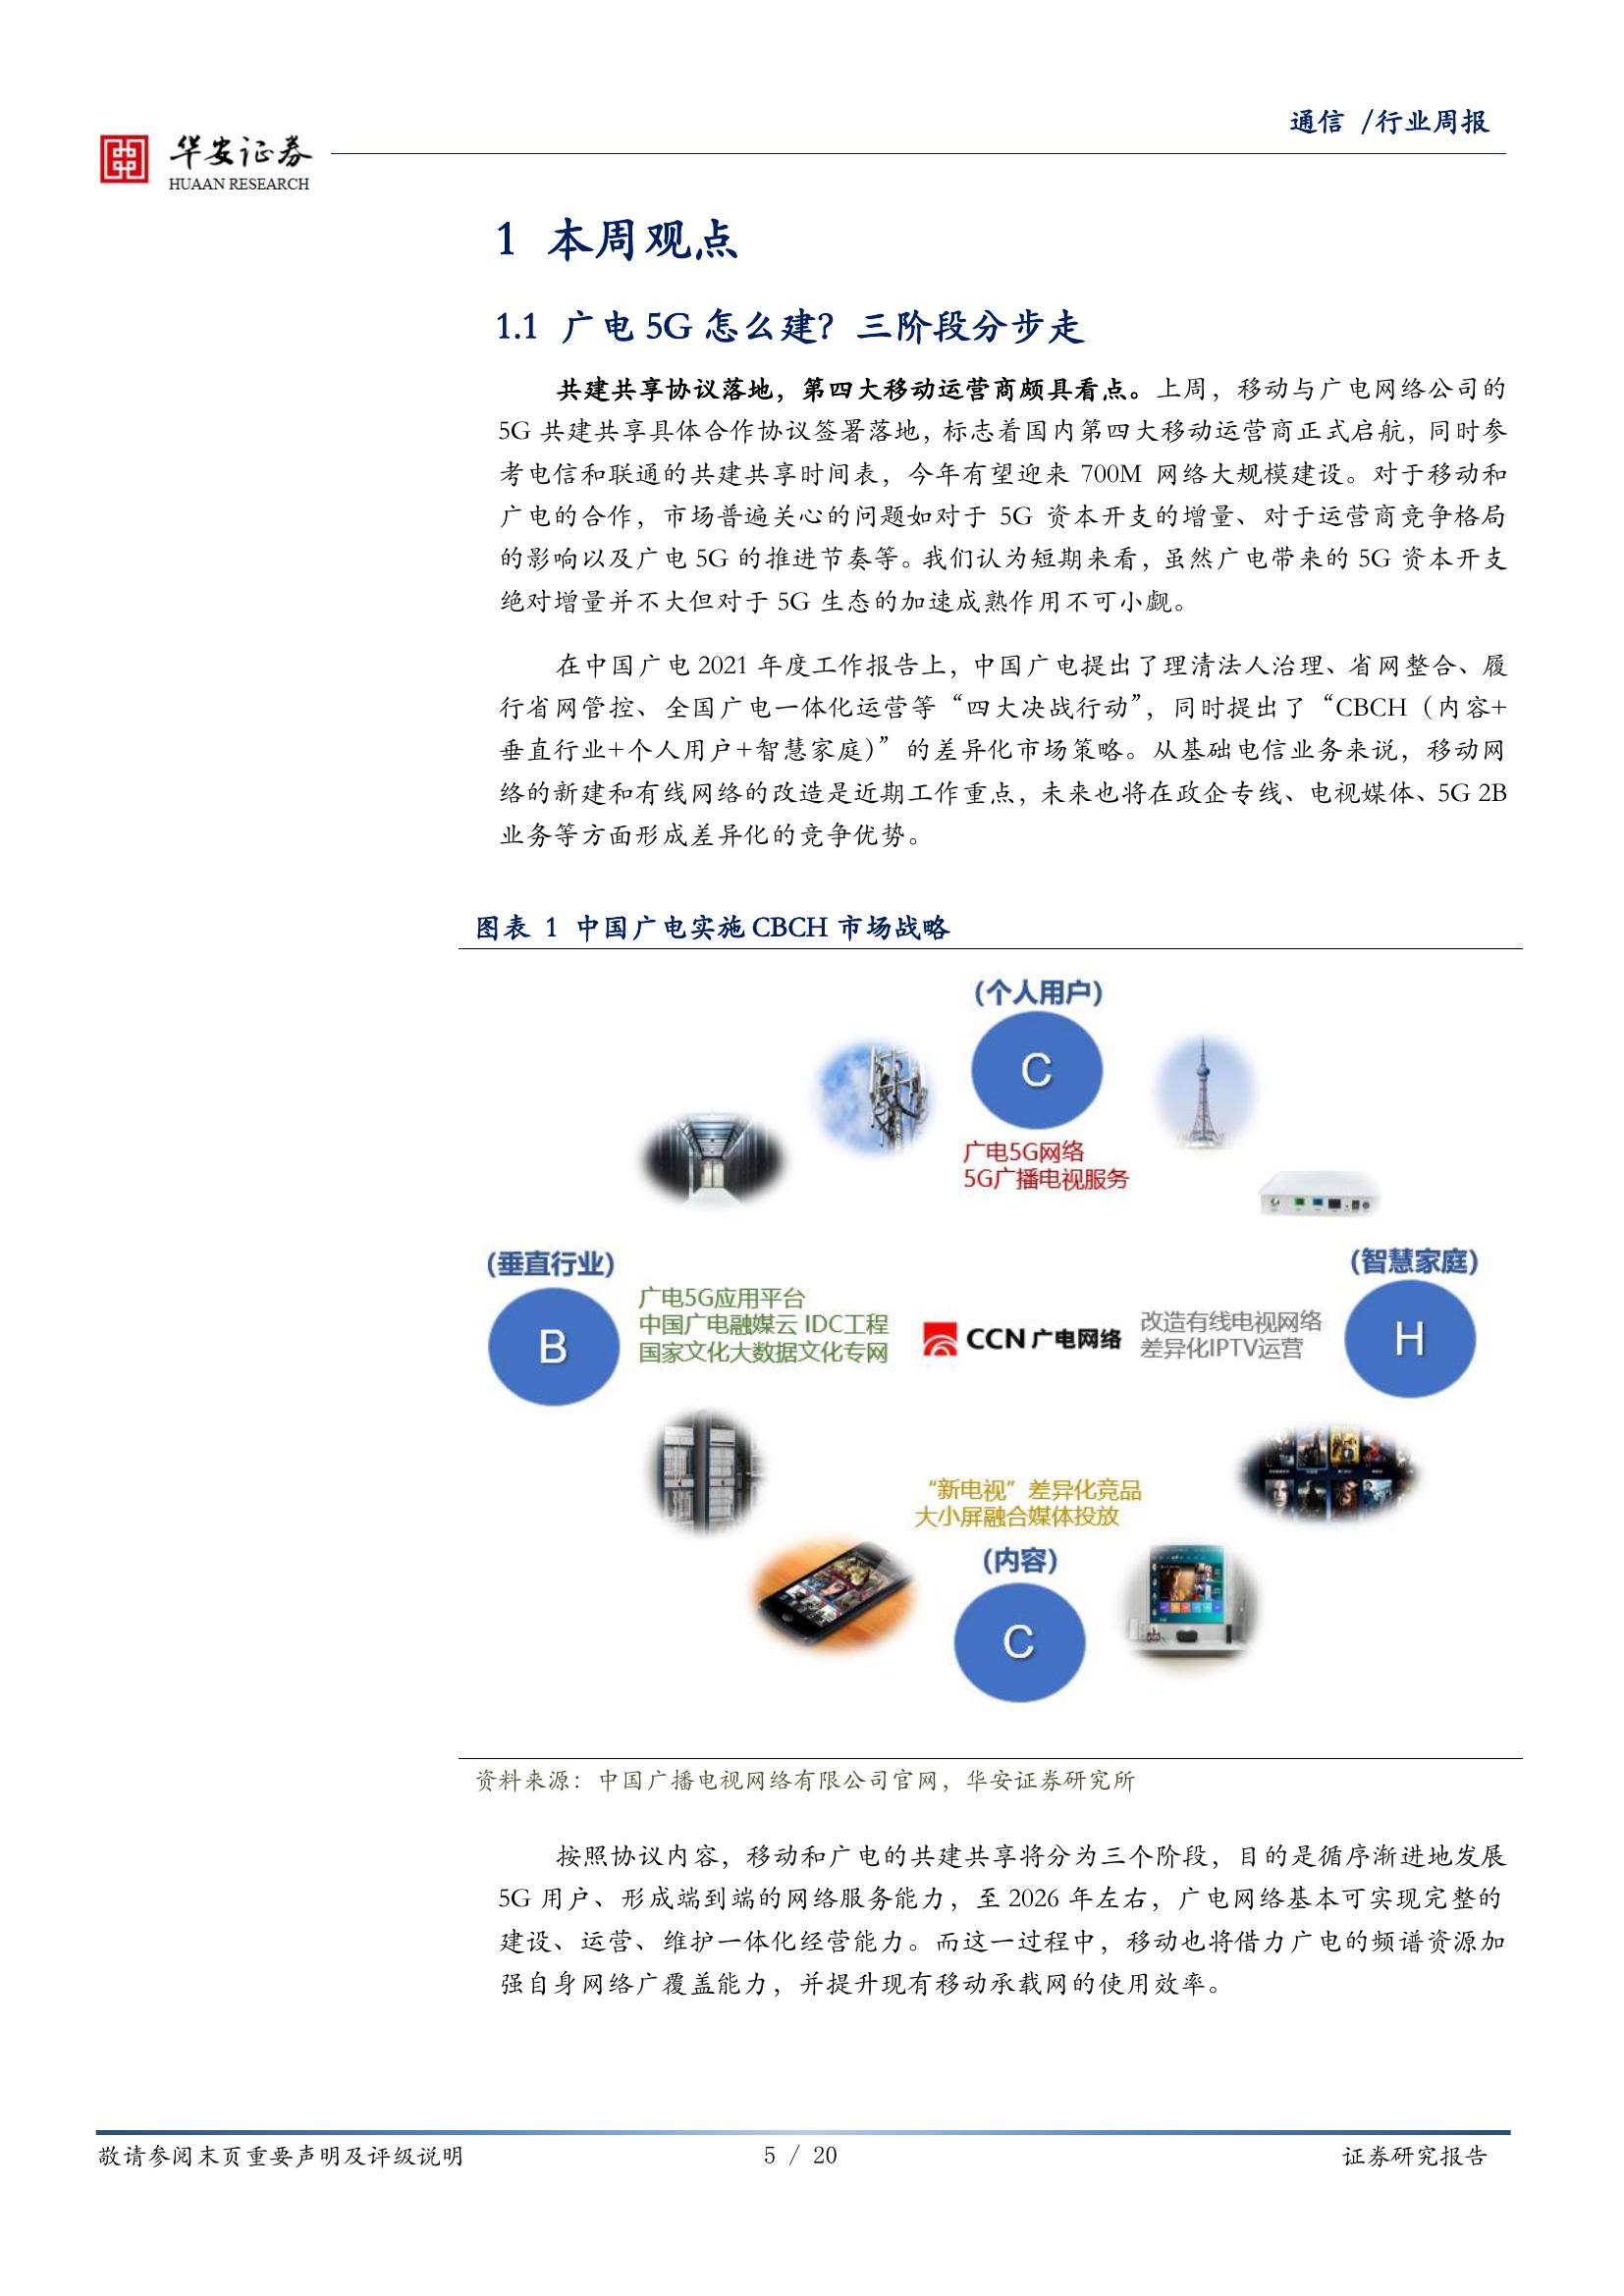 通信 /行业周报
华安证券
HUAAN RESEARCH
1 本周观点
1.1 广电 5G 怎么建？三阶段分步走
共建共享协议落地，第四大移动运营商颇具看点。上周，移动与广电网络公司的
5G 共建共享具体合作协议签署落地，标志着国内第四大移动运营商正式启航，同时参
考电信和联通的共建共享时间表，今年有望迎来 700M 网络大规模建设。对于移动和
广电的合作，市场普遍关心的问题如对于 5G 资本开支的增量、对于运营商竞争格局
的影响以及广电 5G 的推进节奏等。我们认为短期来看，虽然广电带来的 5G 资本开支
绝对增量并不大但对于 5G 生态的加速成熟作用不可小觑。
在中国广电 2021 年度工作报告上，中国广电提出了理清法人治理、省网整合、履
行省网管控、全国广电一体化运营等“四大决战行动”，同时提出了“CBCH（内容+
垂直行业+个人用户+智慧家庭）”的差异化市场策略。从基础电信业务来说，移动网
络的新建和有线网络的改造是近期工作重点，未来也将在政企专线、电视媒体、5G 2B
业务等方面形成差异化的竞争优势。
图表 1 中国广电实施 CBCH 市场战略
(个人用户)
C
广电5G网络
5G广播电视服务
(垂直行业)
B
广电5G应用平台
中国广电融媒云 IDC工程
国家文化大数据文化专网
CCN 广电网络
改造有线电视网络
差异化IPTV运营
(智慧家庭)
H
“新电视”差异化竞品
大小屏融合媒体投放
(内容)
C
资料来源：中国广播电视网络有限公司官网，华安证券研究所
按照协议内容，移动和广电的共建共享将分为三个阶段，目的是循序渐进地发展
5G 用户、形成端到端的网络服务能力，至 2026 年左右，广电网络基本可实现完整的
建设、运营、维护一体化经营能力。而这一过程中，移动也将借力广电的频谱资源加
强自身网络广覆盖能力，并提升现有移动承载网的使用效率。
敬请参阅末页重要声明及评级说明
5 / 20
证券研究报告